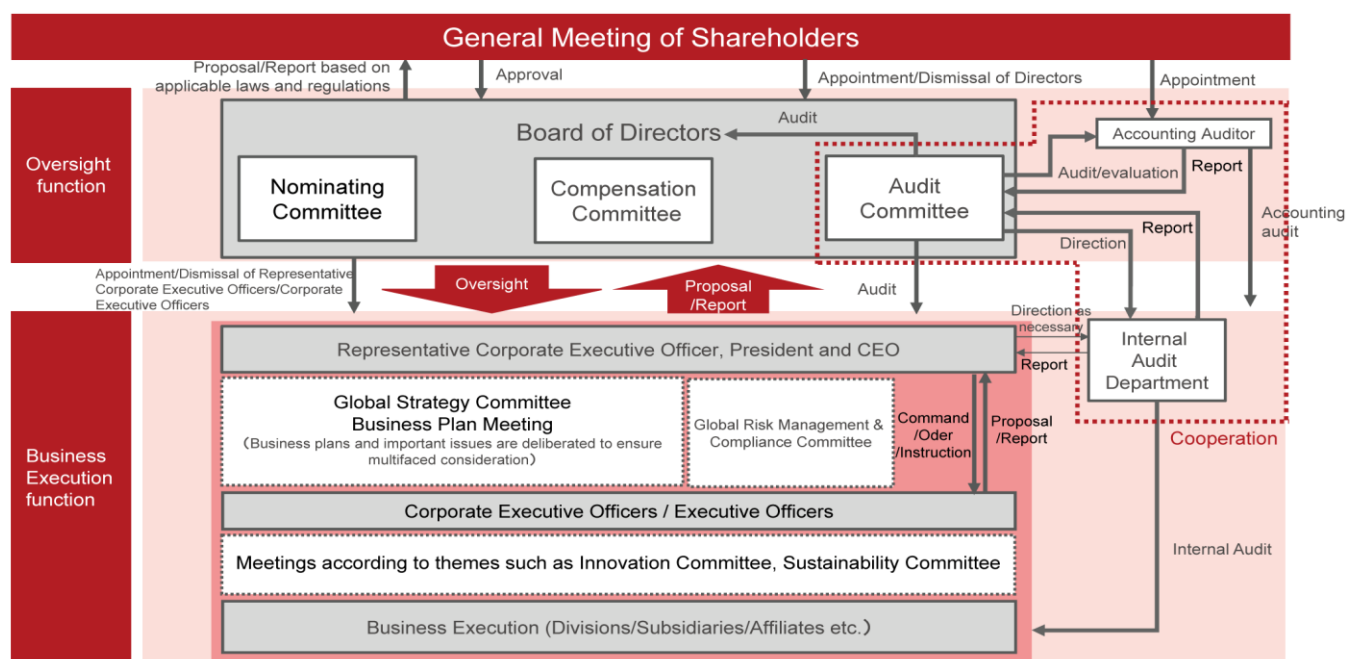 General Meeting of Shareholders
Proposal/Report based on
applicable laws and regulations
Approval
Appointment/Dismissal of Directors
Appointment
Oversight
function
Board of Directors
Audit
Accounting Auditor
Nominating
Committee
Compensation
Committee
Audit
Committee
Audit/evaluation
Report
Report
Direction
Accounting
audit
Appointment/Dismissal of Representative
Corporate Executive Officers/Corporate
Executive Officers
Oversight
Proposal
/Report
Audit
Direction as
necessary
Report
Internal
Audit
Department
Cooperation
Business
Execution
function
Representative Corporate Executive Officer, President and CEO
Global Strategy Committee
Business Plan Meeting
(Business plans and important issues are deliberated to ensure
multifaced consideration)
Global Risk Management &
Compliance Committee
Command
/Oder
/Instruction
Proposal
/Report
Corporate Executive Officers / Executive Officers
Meetings according to themes such as Innovation Committee, Sustainability Committee
Internal Audit
Business Execution (Divisions/Subsidiaries/Affiliates etc.)